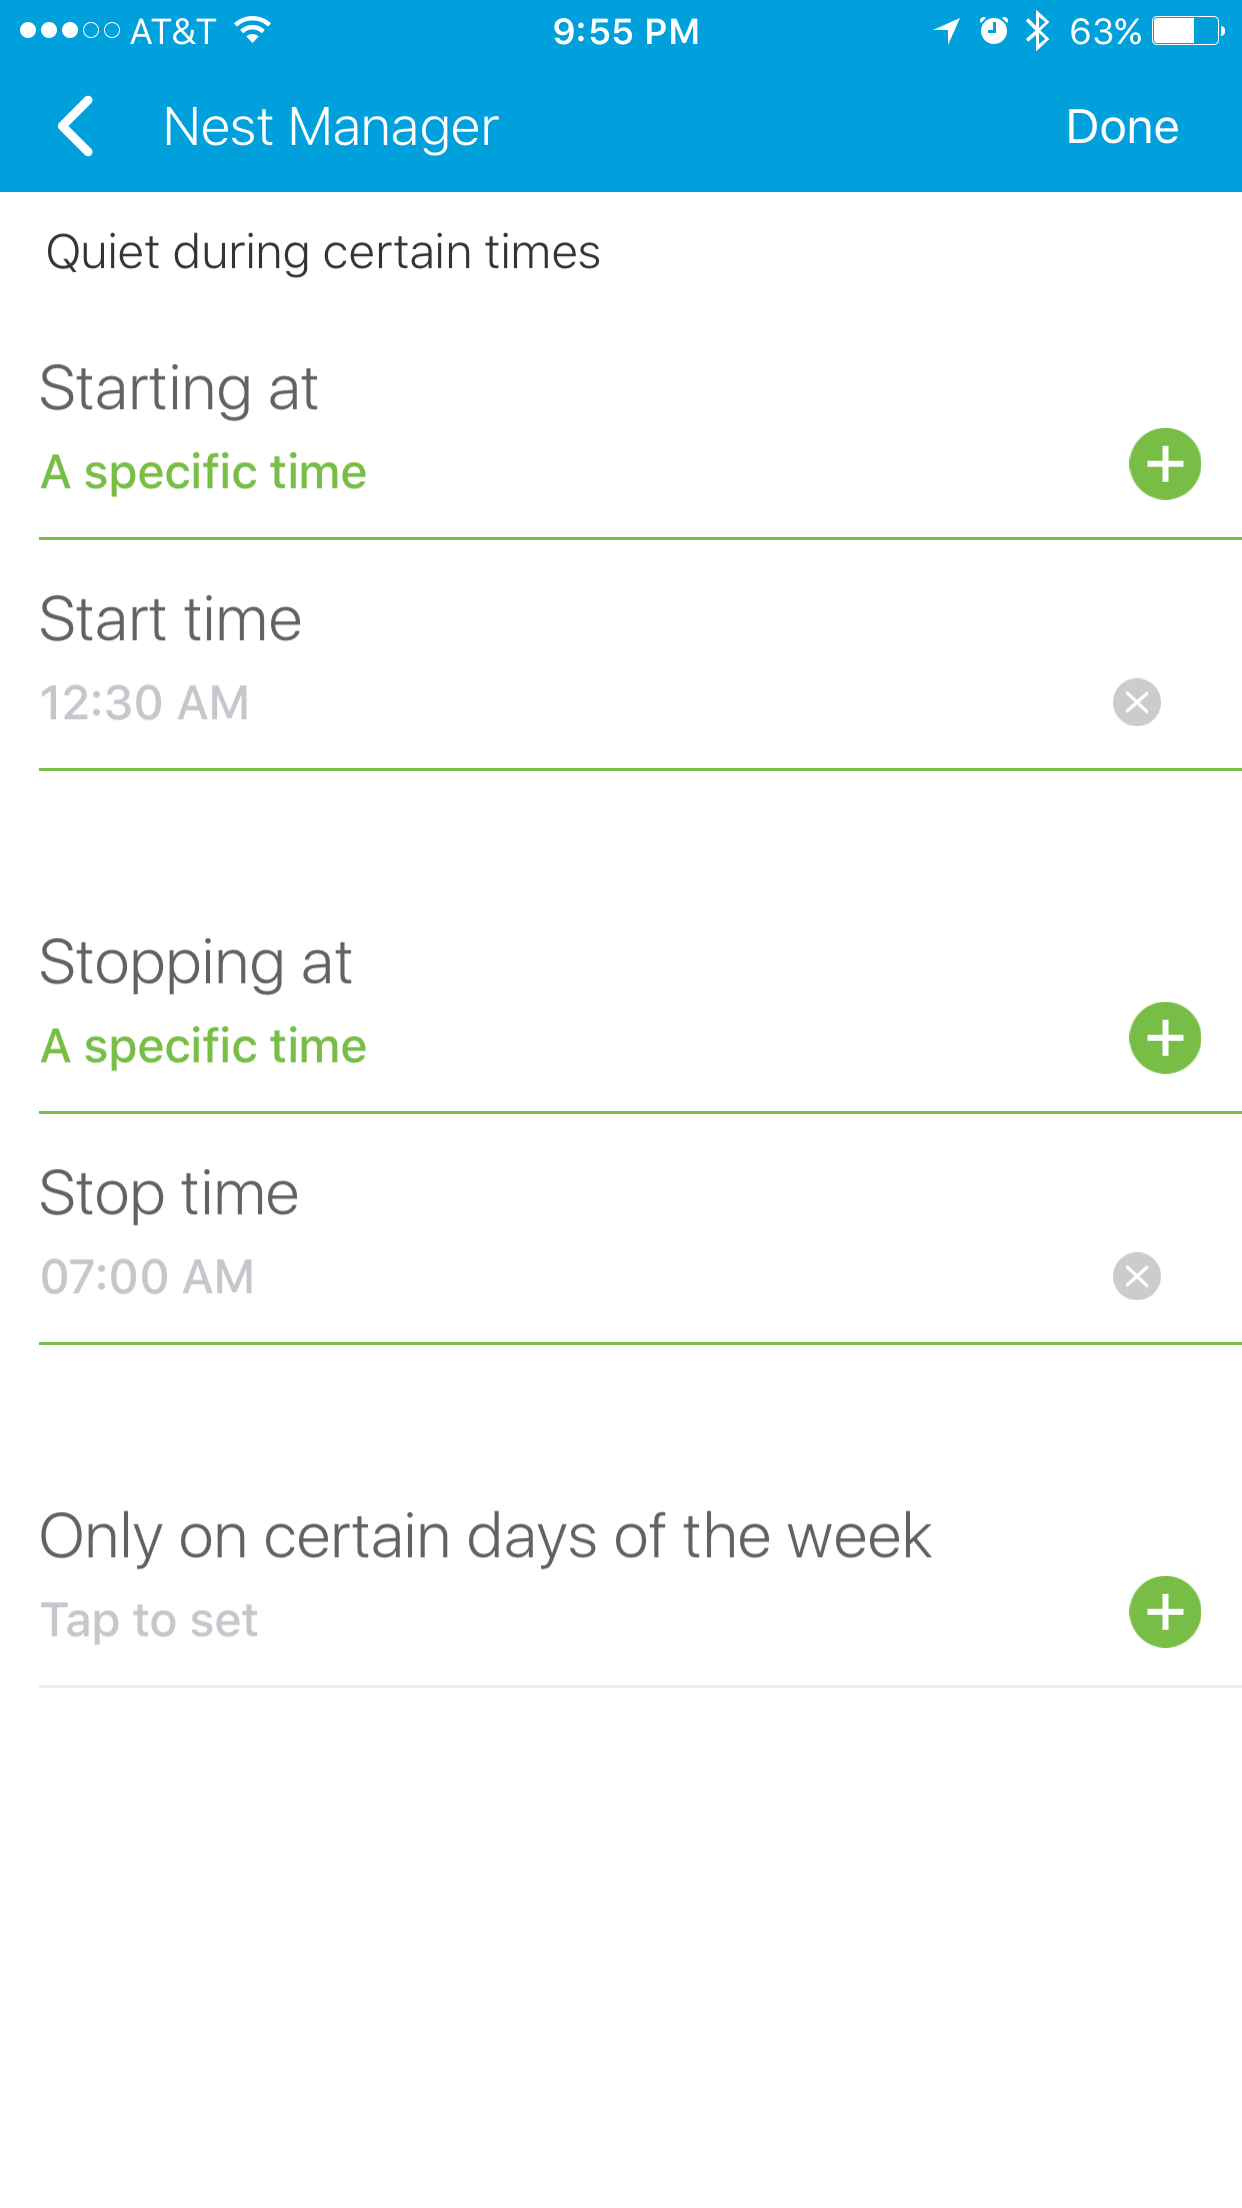 AT&T 9:55 PM 63%
Nest Manager Done
Quiet during certain times
Starting at
A specific time
Start time
12:30 AM
Stopping at
A specific time
Stop time
07:00 AM
Only on certain days of the week
Tap to set